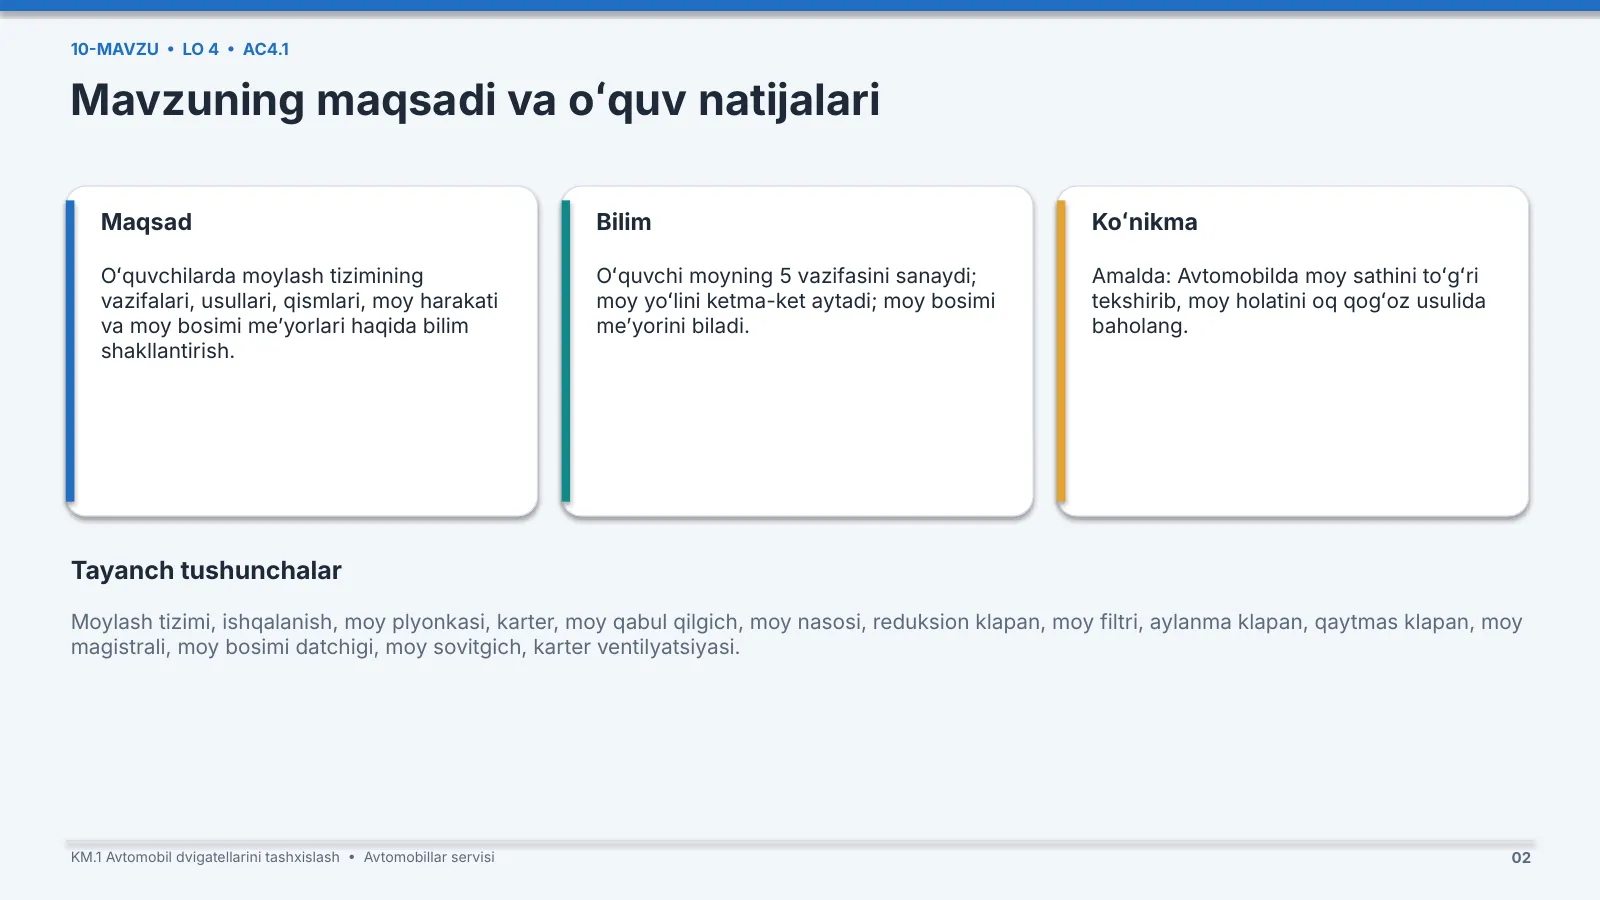 10-MAVZU • LO 4 • AC4.1
Mavzuning maqsadi va oʻquv natijalari
Maqsad
Oʻquvchilarda moylash tizimining
vazifalari, usullari, qismlari, moy harakati
va moy bosimi meʼyorlari haqida bilim
shakllantirish.
Bilim
Oʻquvchi moyning 5 vazifasini sanaydi;
moy yoʻlini ketma-ket aytadi; moy bosimi
meʼyorini biladi.
Koʻnikma
Amalda: Avtomobilda moy sathini toʻgʻri
tekshirib, moy holatini oq qogʻoz usulida
baholang.
Tayanch tushunchalar
Moylash tizimi, ishqalanish, moy plyonkasi, karter, moy qabul qilgich, moy nasosi, reduksion klapan, moy filtri, aylanma klapan, qaytmas klapan, moy
magistrali, moy bosimi datchigi, moy sovitgich, karter ventilyatsiyasi.
KM.1 Avtomobil dvigatellarini tashxislash • Avtomobillar servisi
02